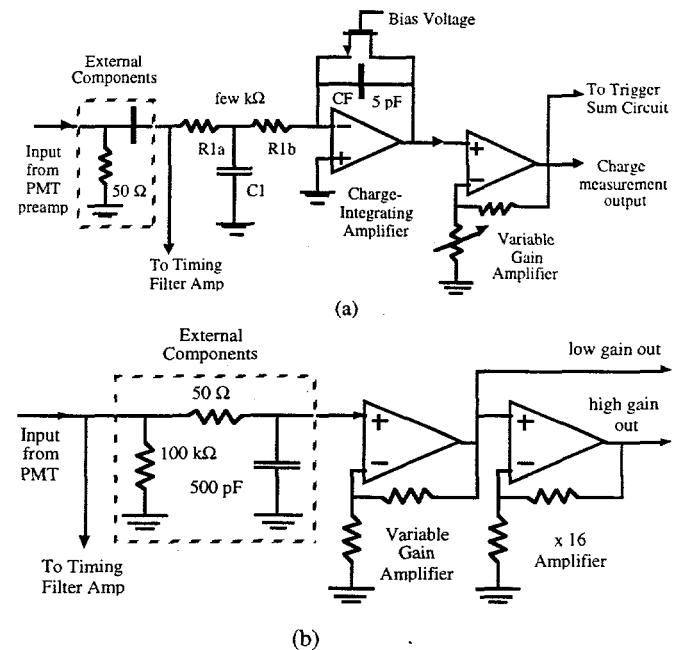 Bias Voltage
External
Components
few kΩ
CF
5 pF
To Trigger
Sum Circuit
Input
from
PMT
preamp
50 Ω
R1a
R1b
C1
Charge-
Integrating
Amplifier
Charge
measurement
output
To Timing
Filter Amp
Variable
Gain
Amplifier
(a)
External
Components
low gain out
50 Ω
high gain
out
Input
from
PMT
100 kΩ
500 pF
To Timing
Filter Amp
Variable
Gain
Amplifier
x 16
Amplifier
(b)